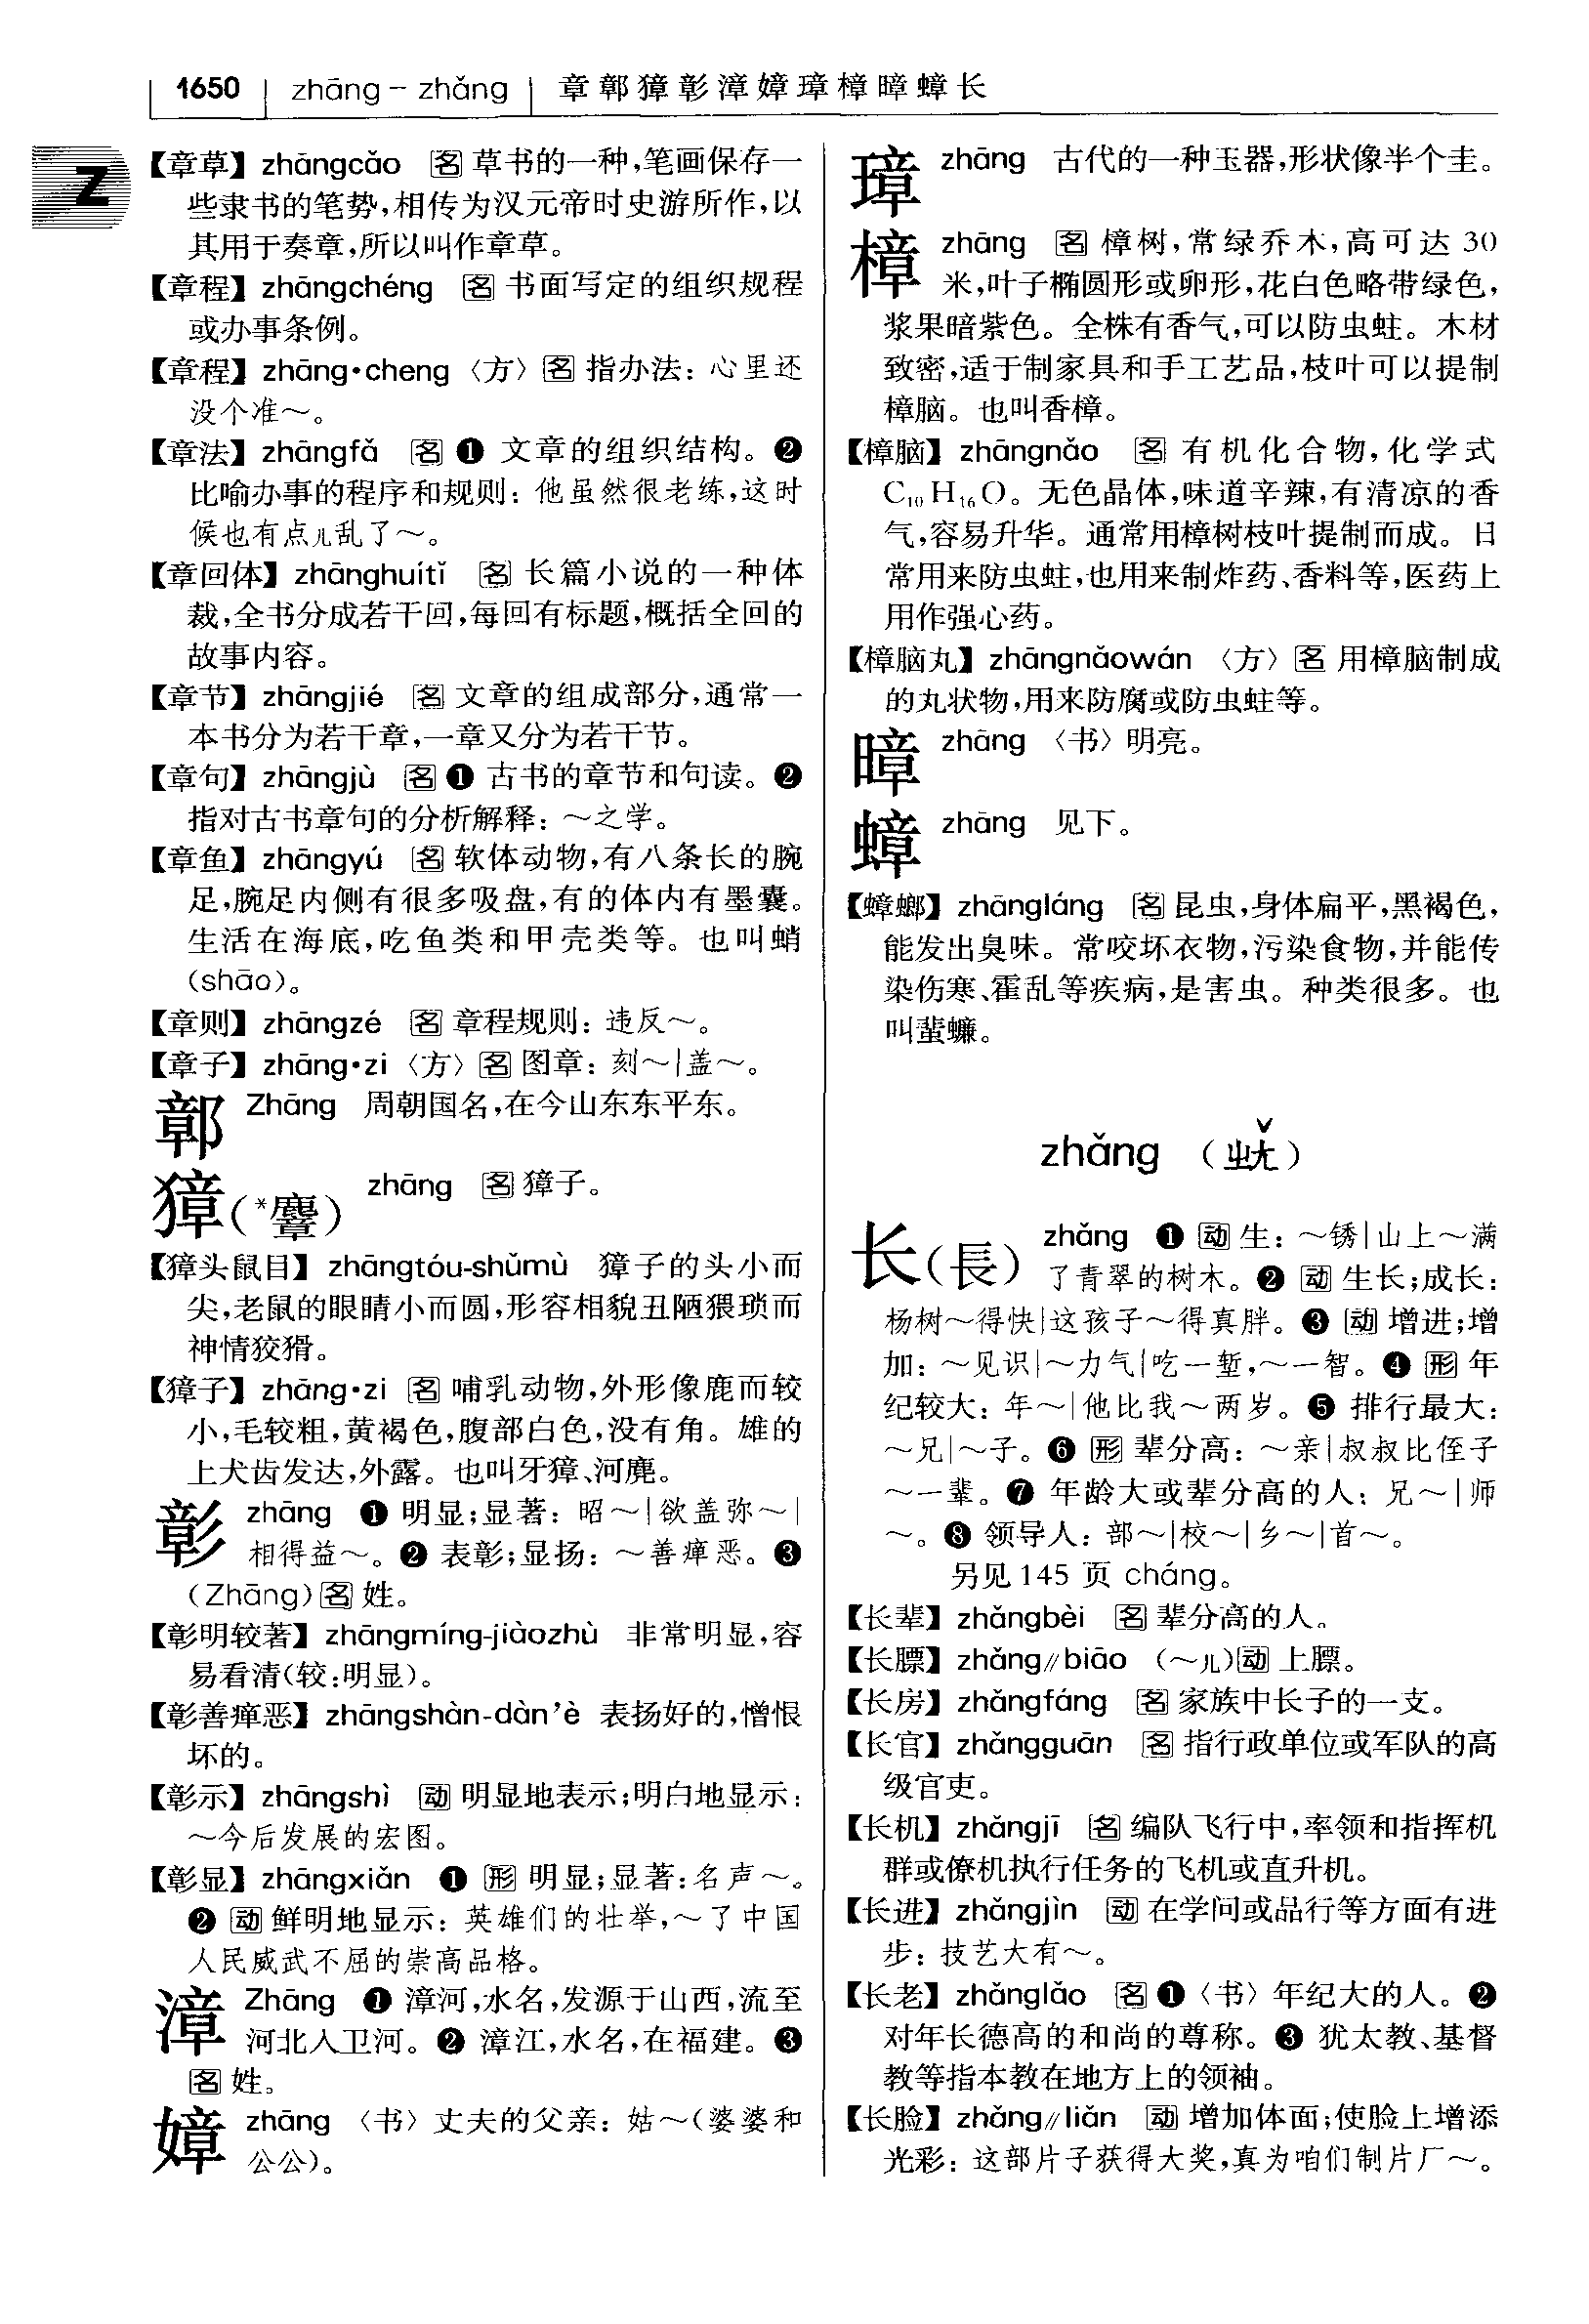 1650 zhāng－zhǎng 章鄣獐彰漳嫜璋樟暲蟑长
Z
【章草】zhāngcǎo 名 草书的一种,笔画保存一
些隶书的笔势,相传为汉元帝时史游所作,以
其用于奏章,所以叫作章草。
【章程】zhāngchéng 名 书面写定的组织规程
或办事条例。
【章程】zhāng•cheng〈方〉名 指办法：心里还
没个准～。
【章法】zhāngfǎ 名 ❶ 文章的组织结构。❷
比喻办事的程序和规则：他虽然很老练,这时
候也有点儿乱了～。
【章回体】zhānghuítǐ 名 长篇小说的一种体
裁,全书分成若干回,每回有标题,概括全回的
故事内容。
【章节】zhāngjié 名 文章的组成部分,通常一
本书分为若干章,一章又分为若干节。
【章句】zhāngjù 名 ❶ 古书的章节和句读。❷
指对古书章句的分析解释：～之学。
【章鱼】zhāngyú 名 软体动物,有八条长的腕
足,腕足内侧有很多吸盘,有的体内有墨囊。
生活在海底,吃鱼类和甲壳类等。也叫蛸
(shāo)。
【章则】zhāngzé 名 章程规则：违反～。
【章子】zhāng•zi〈方〉名 图章：刻～|盖～。
鄣 Zhāng 周朝国名,在今山东东平东。
獐(*麞) zhāng 名 獐子。
【獐头鼠目】zhāngtóu-shǔmù 獐子的头小而
尖,老鼠的眼睛小而圆,形容相貌丑陋猥琐而
神情狡猾。
【獐子】zhāng•zi 名 哺乳动物,外形像鹿而较
小,毛较粗,黄褐色,腹部白色,没有角。雄的
上犬齿发达,外露。也叫牙獐、河麂。
彰 zhāng ❶ 明显;显著：昭～|欲盖弥～|
相得益～。❷ 表彰;显扬：～善瘅恶。❸
(Zhāng)名 姓。
【彰明较著】zhāngmíng-jiàozhù 非常明显,容
易看清(较:明显)。
【彰善瘅恶】zhāngshàn-dàn'è 表扬好的,憎恨
坏的。
【彰示】zhāngshì 动 明显地表示;明白地显示：
～今后发展的宏图。
【彰显】zhāngxiǎn ❶ 形 明显;显著:名声～。
❷ 动 鲜明地显示：英雄们的壮举,～了中国
人民威武不屈的崇高品格。
漳 Zhāng ❶ 漳河,水名,发源于山西,流至
河北入卫河。❷ 漳江,水名,在福建。❸
名 姓。
嫜 zhāng〈书〉丈夫的父亲：姑～(婆婆和
公公)。
璋 zhāng 古代的一种玉器,形状像半个圭。
樟 zhāng 名 樟树,常绿乔木,高可达 30
米,叶子椭圆形或卵形,花白色略带绿色,
浆果暗紫色。全株有香气,可以防虫蛀。木材
致密,适于制家具和手工艺品,枝叶可以提制
樟脑。也叫香樟。
【樟脑】zhāngnǎo 名 有机化合物,化学式
C₁₀H₁₆O。无色晶体,味道辛辣,有清凉的香
气,容易升华。通常用樟树枝叶提制而成。日
常用来防虫蛀,也用来制炸药、香料等,医药上
用作强心药。
【樟脑丸】zhāngnǎowán〈方〉名 用樟脑制成
的丸状物,用来防腐或防虫蛀等。
暲 zhāng〈书〉明亮。
蟑 zhāng 见下。
【蟑螂】zhāngláng 名 昆虫,身体扁平,黑褐色,
能发出臭味。常咬坏衣物,污染食物,并能传
染伤寒、霍乱等疾病,是害虫。种类很多。也
叫蜚蠊。
zhǎng (ㄓㄤˇ)
长(長) zhǎng ❶ 动 生：～锈|山上～满
了青翠的树木。❷ 动 生长;成长：
杨树～得快|这孩子～得真胖。❸ 动 增进;增
加：～见识|～力气|吃一堑,～一智。❹ 形 年
纪较大：年～|他比我～两岁。❺ 排行最大：
～兄|～子。❻ 形 辈分高：～亲|叔叔比侄子
～一辈。❼ 年龄大或辈分高的人：兄～|师
～。❽ 领导人：部～|校～|乡～|首～。
另见 145 页 cháng。
【长辈】zhǎngbèi 名 辈分高的人。
【长膘】zhǎng//biāo (～儿)动 上膘。
【长房】zhǎngfáng 名 家族中长子的一支。
【长官】zhǎngguān 名 指行政单位或军队的高
级官吏。
【长机】zhǎngjī 名 编队飞行中,率领和指挥机
群或僚机执行任务的飞机或直升机。
【长进】zhǎngjìn 动 在学问或品行等方面有进
步：技艺大有～。
【长老】zhǎnglǎo 名 ❶〈书〉年纪大的人。❷
对年长德高的和尚的尊称。❸ 犹太教、基督
教等指本教在地方上的领袖。
【长脸】zhǎng//liǎn 动 增加体面;使脸上增添
光彩：这部片子获得大奖,真为咱们制片厂～。